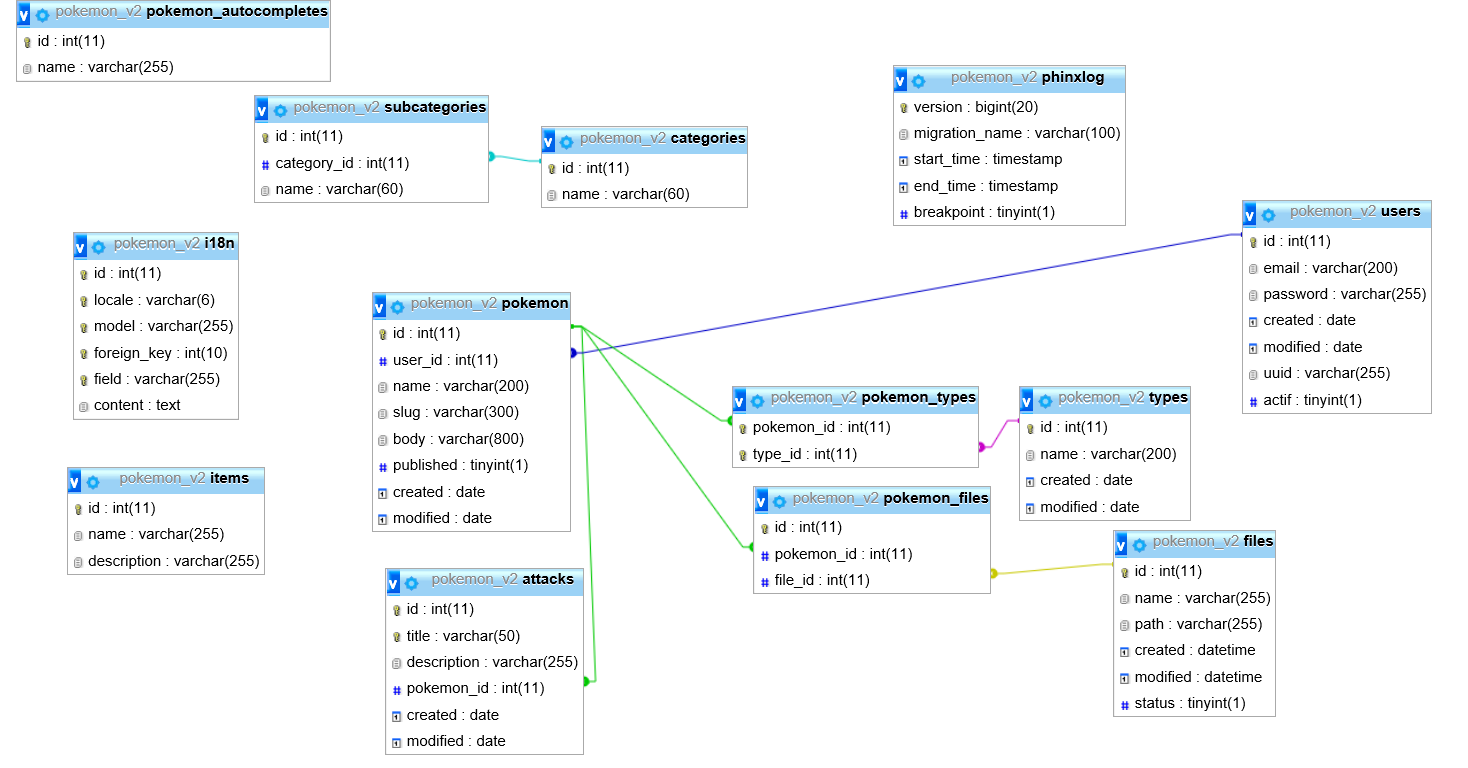 pokemon_v2 pokemon_autocompletes
id : int(11)
name : varchar(255)
pokemon_v2 subcategories
id : int(11)
category_id : int(11)
name : varchar(60)
pokemon_v2 categories
id : int(11)
name : varchar(60)
pokemon_v2 phinxlog
version : bigint(20)
migration_name : varchar(100)
start_time : timestamp
end_time : timestamp
breakpoint : tinyint(1)
pokemon_v2 users
id : int(11)
email : varchar(200)
password : varchar(255)
created : date
modified : date
uuid : varchar(255)
actif : tinyint(1)
pokemon_v2 i18n
id : int(11)
locale : varchar(6)
model : varchar(255)
foreign_key : int(10)
field : varchar(255)
content : text
pokemon_v2 pokemon
id : int(11)
user_id : int(11)
name : varchar(200)
slug : varchar(300)
body : varchar(800)
published : tinyint(1)
created : date
modified : date
pokemon_v2 pokemon_types
pokemon_id : int(11)
type_id : int(11)
pokemon_v2 types
id : int(11)
name : varchar(200)
created : date
modified : date
pokemon_v2 items
id : int(11)
name : varchar(255)
description : varchar(255)
pokemon_v2 pokemon_files
id : int(11)
pokemon_id : int(11)
file_id : int(11)
pokemon_v2 files
id : int(11)
name : varchar(255)
path : varchar(255)
created : datetime
modified : datetime
status : tinyint(1)
pokemon_v2 attacks
id : int(11)
title : varchar(50)
description : varchar(255)
pokemon_id : int(11)
created : date
modified : date